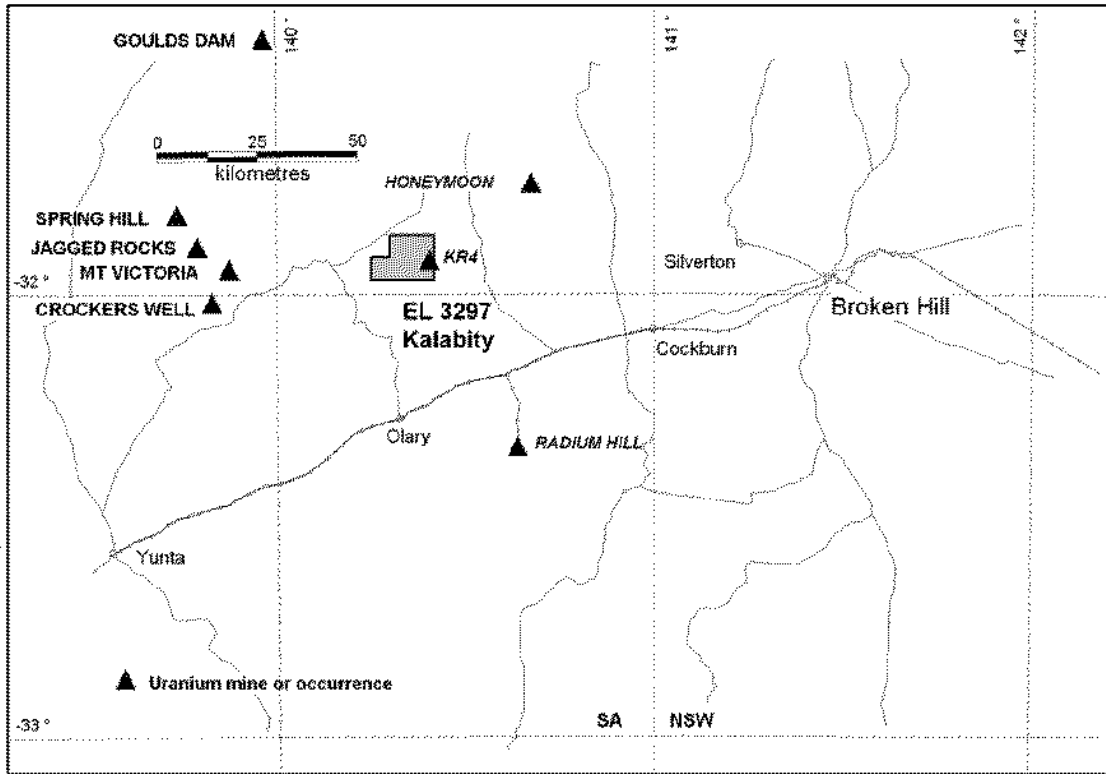 GOULDS DAM
140 °
141 °
142 °
0 25 50
kilometres
HONEYMOON
SPRING HILL
JAGGED ROCKS
MT VICTORIA
KR4
Silverton
-32 °
CROCKERS WELL
EL 3297
Kalabity
Broken Hill
Cockburn
Olary
RADIUM HILL
Yunta
Uranium mine or occurrence
-33 °
SA NSW